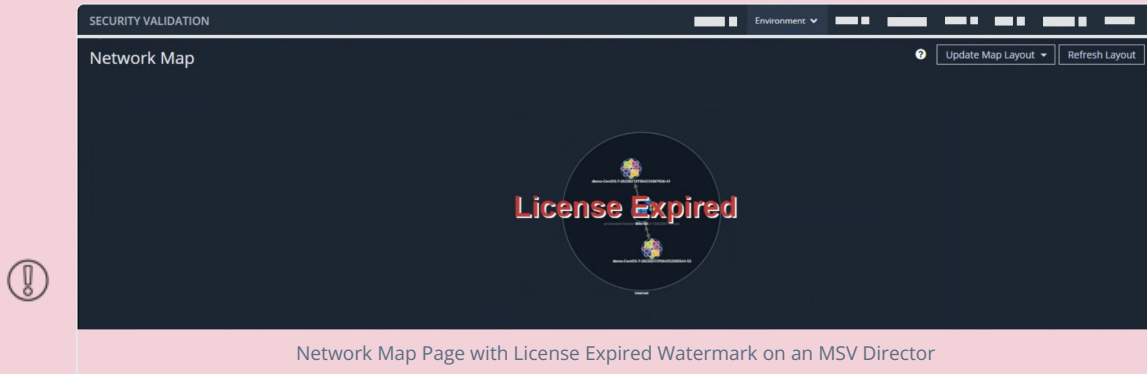 SECURITY VALIDATION
Environment
Network Map
? Update Map Layout Refresh Layout
License Expired
Network Map Page with License Expired Watermark on an MSV Director